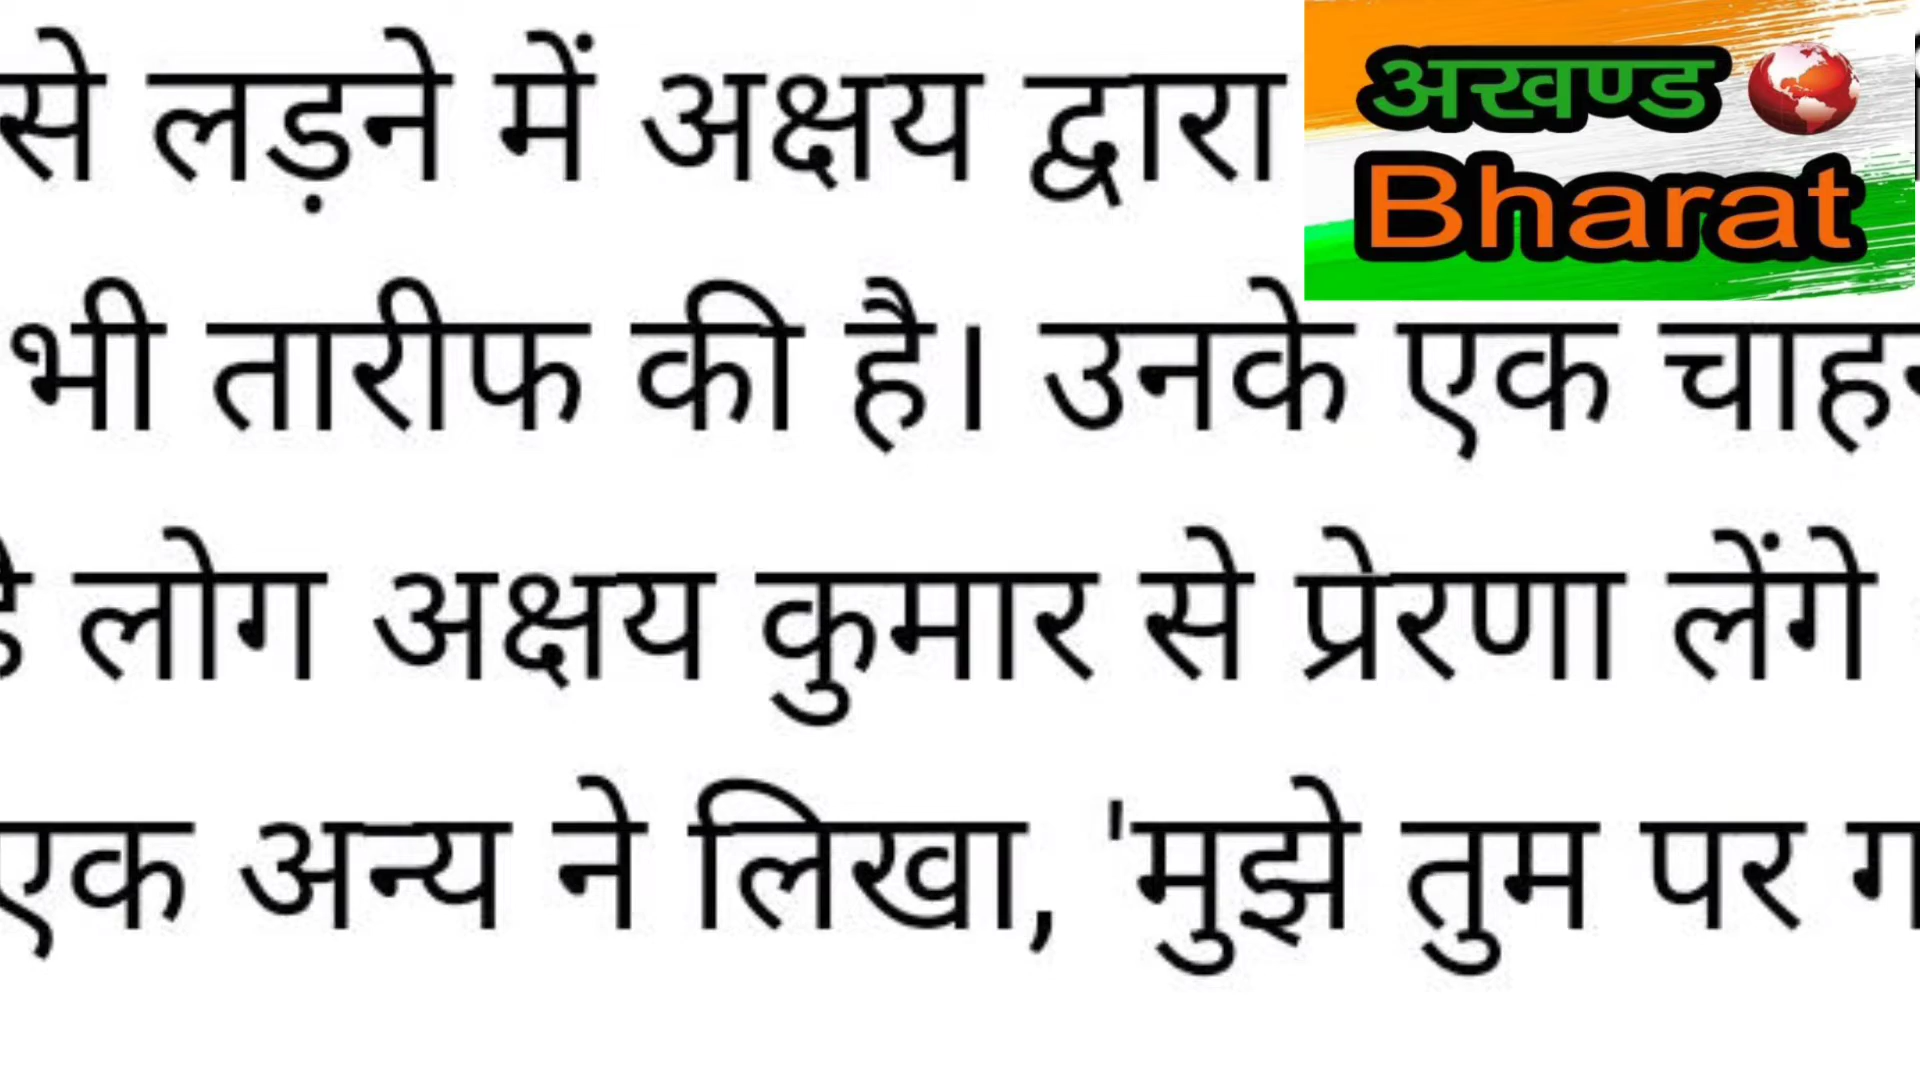 से लड़ने में अक्षय द्वारा
अखण्ड
Bharat
भी तारीफ की है। उनके एक
लोग अक्षय कुमार से प्रेरणा लेंगे
एक अन्य ने लिखा, 'मुझे तुम पर